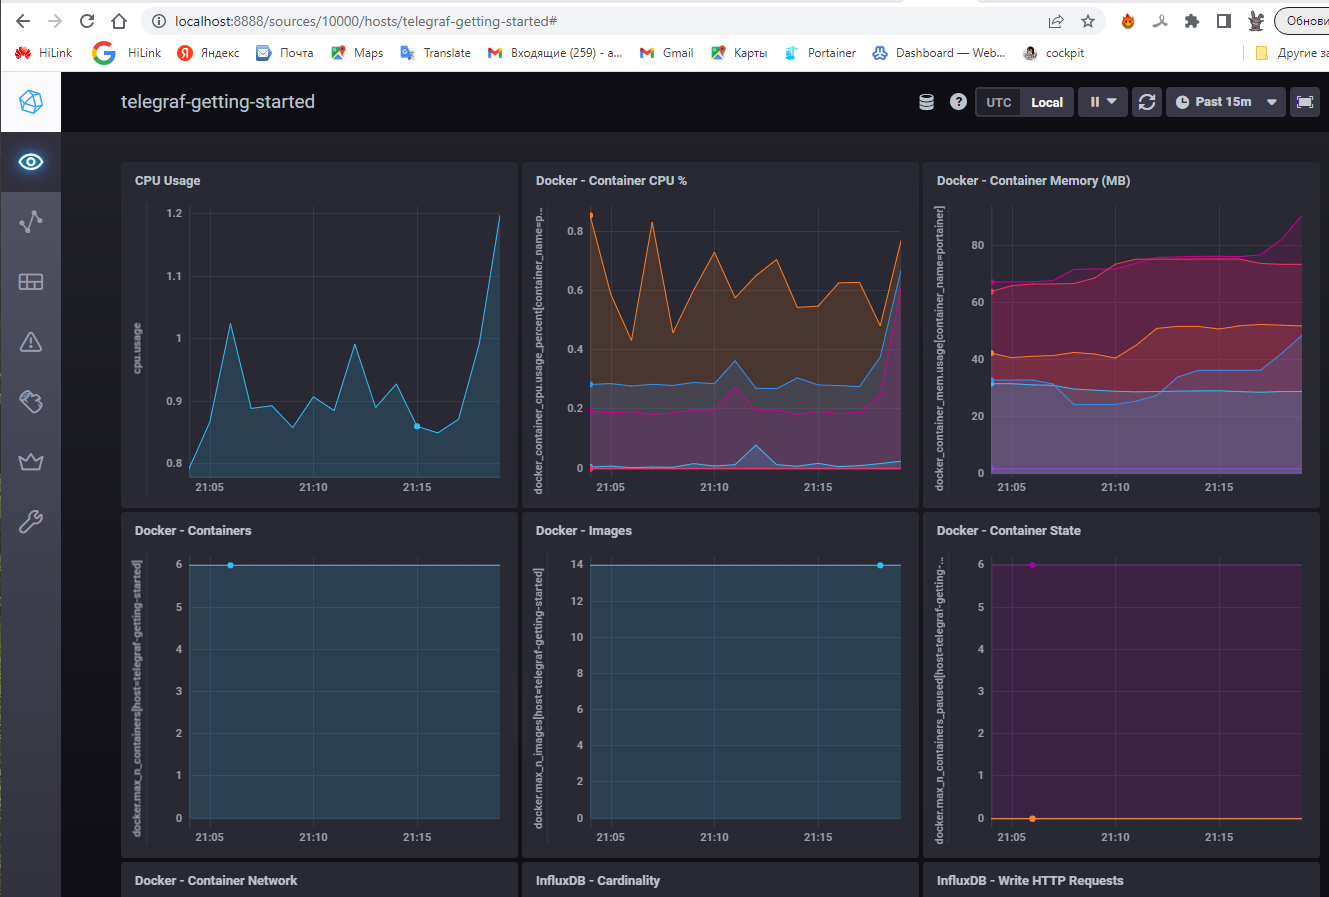 localhost:8888/sources/10000/hosts/telegraf-getting-started#
Обнови
HiLink
HiLink
Яндекс
Почта
Maps
Translate
Входящие (259) - a...
Gmail
Карты
Portainer
Dashboard — Web...
cockpit
Другие за
telegraf-getting-started
UTC
Local
Past 15m
CPU Usage
cpu.usage
1.2
1.1
1
0.9
0.8
21:05
21:10
21:15
Docker - Container CPU %
docker_container_cpu.usage_percent[container_name=p...
0.8
0.6
0.4
0.2
0
21:05
21:10
21:15
Docker - Container Memory (MB)
docker_container_mem.usage[container_name=portainer]
80
60
40
20
0
21:05
21:10
21:15
Docker - Containers
docker.max_n_containers[host=telegraf-getting-started]
6
5
4
3
2
1
0
21:05
21:10
21:15
Docker - Images
docker.max_n_images[host=telegraf-getting-started]
14
12
10
8
6
4
2
0
21:05
21:10
21:15
Docker - Container State
docker.max_n_containers_paused[host=telegraf-getting-...
6
5
4
3
2
1
0
21:05
21:10
21:15
Docker - Container Network
InfluxDB - Cardinality
InfluxDB - Write HTTP Requests